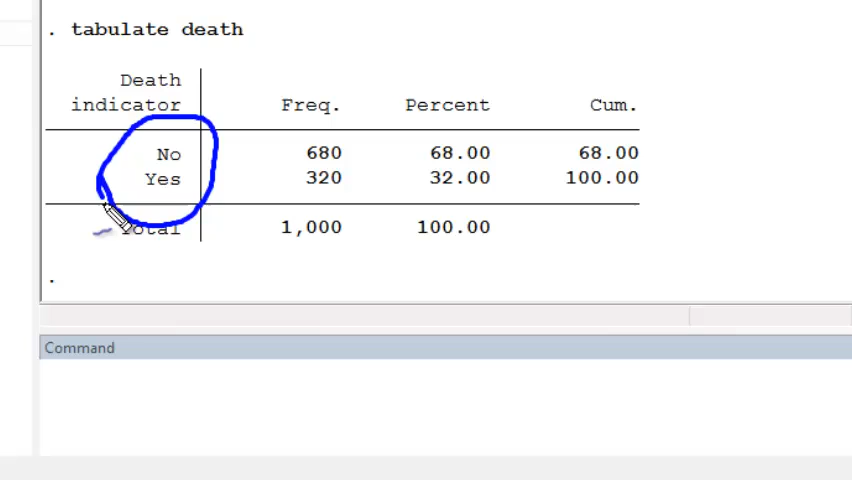 . tabulate death
Death
indicator Freq. Percent Cum.
No 680 68.00 68.00
Yes 320 32.00 100.00
Total 1,000 100.00
.
Command